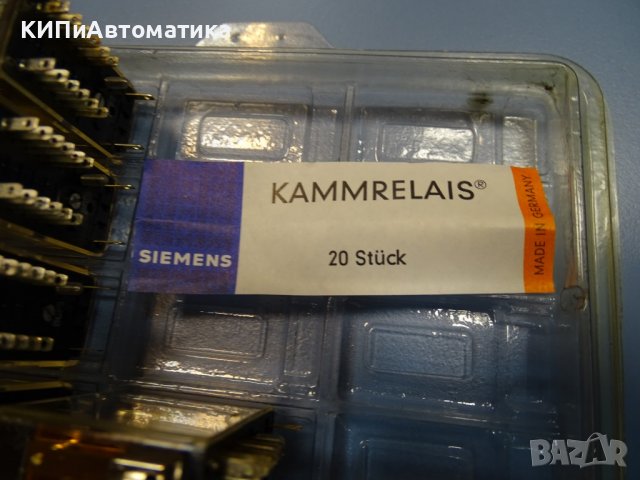 КИПиАвтоматика
KAMMRELAIS®
SIEMENS
20 Stück
MADE IN GERMANY
BAZAR